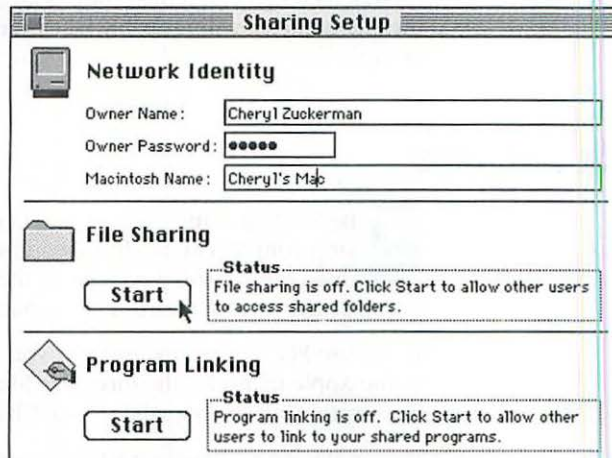 Sharing Setup
Network Identity
Owner Name:
Cheryl Zuckerman
Owner Password:
●●●●●
Macintosh Name:
Cheryl's Mac
File Sharing
Start
Status
File sharing is off. Click Start to allow other users
to access shared folders.
Program Linking
Start
Status
Program linking is off. Click Start to allow other
users to link to your shared programs.